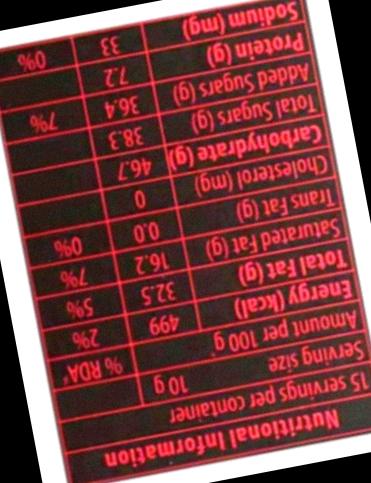 Nutritional Information
15 servings per container
Serving size 10 g
Amount per 100 g % RDA*
Energy (kcal) 499 2%
Total Fat (g) 32.5 5%
Saturated Fat (g) 16.2 7%
Trans Fat (g) 0.0 0%
Cholesterol (mg) 0
Carbohydrate (g) 46.7
Total Sugars (g) 38.3
Added Sugars (g) 36.4 7%
Protein (g) 7.2
Sodium (mg) 33 0%